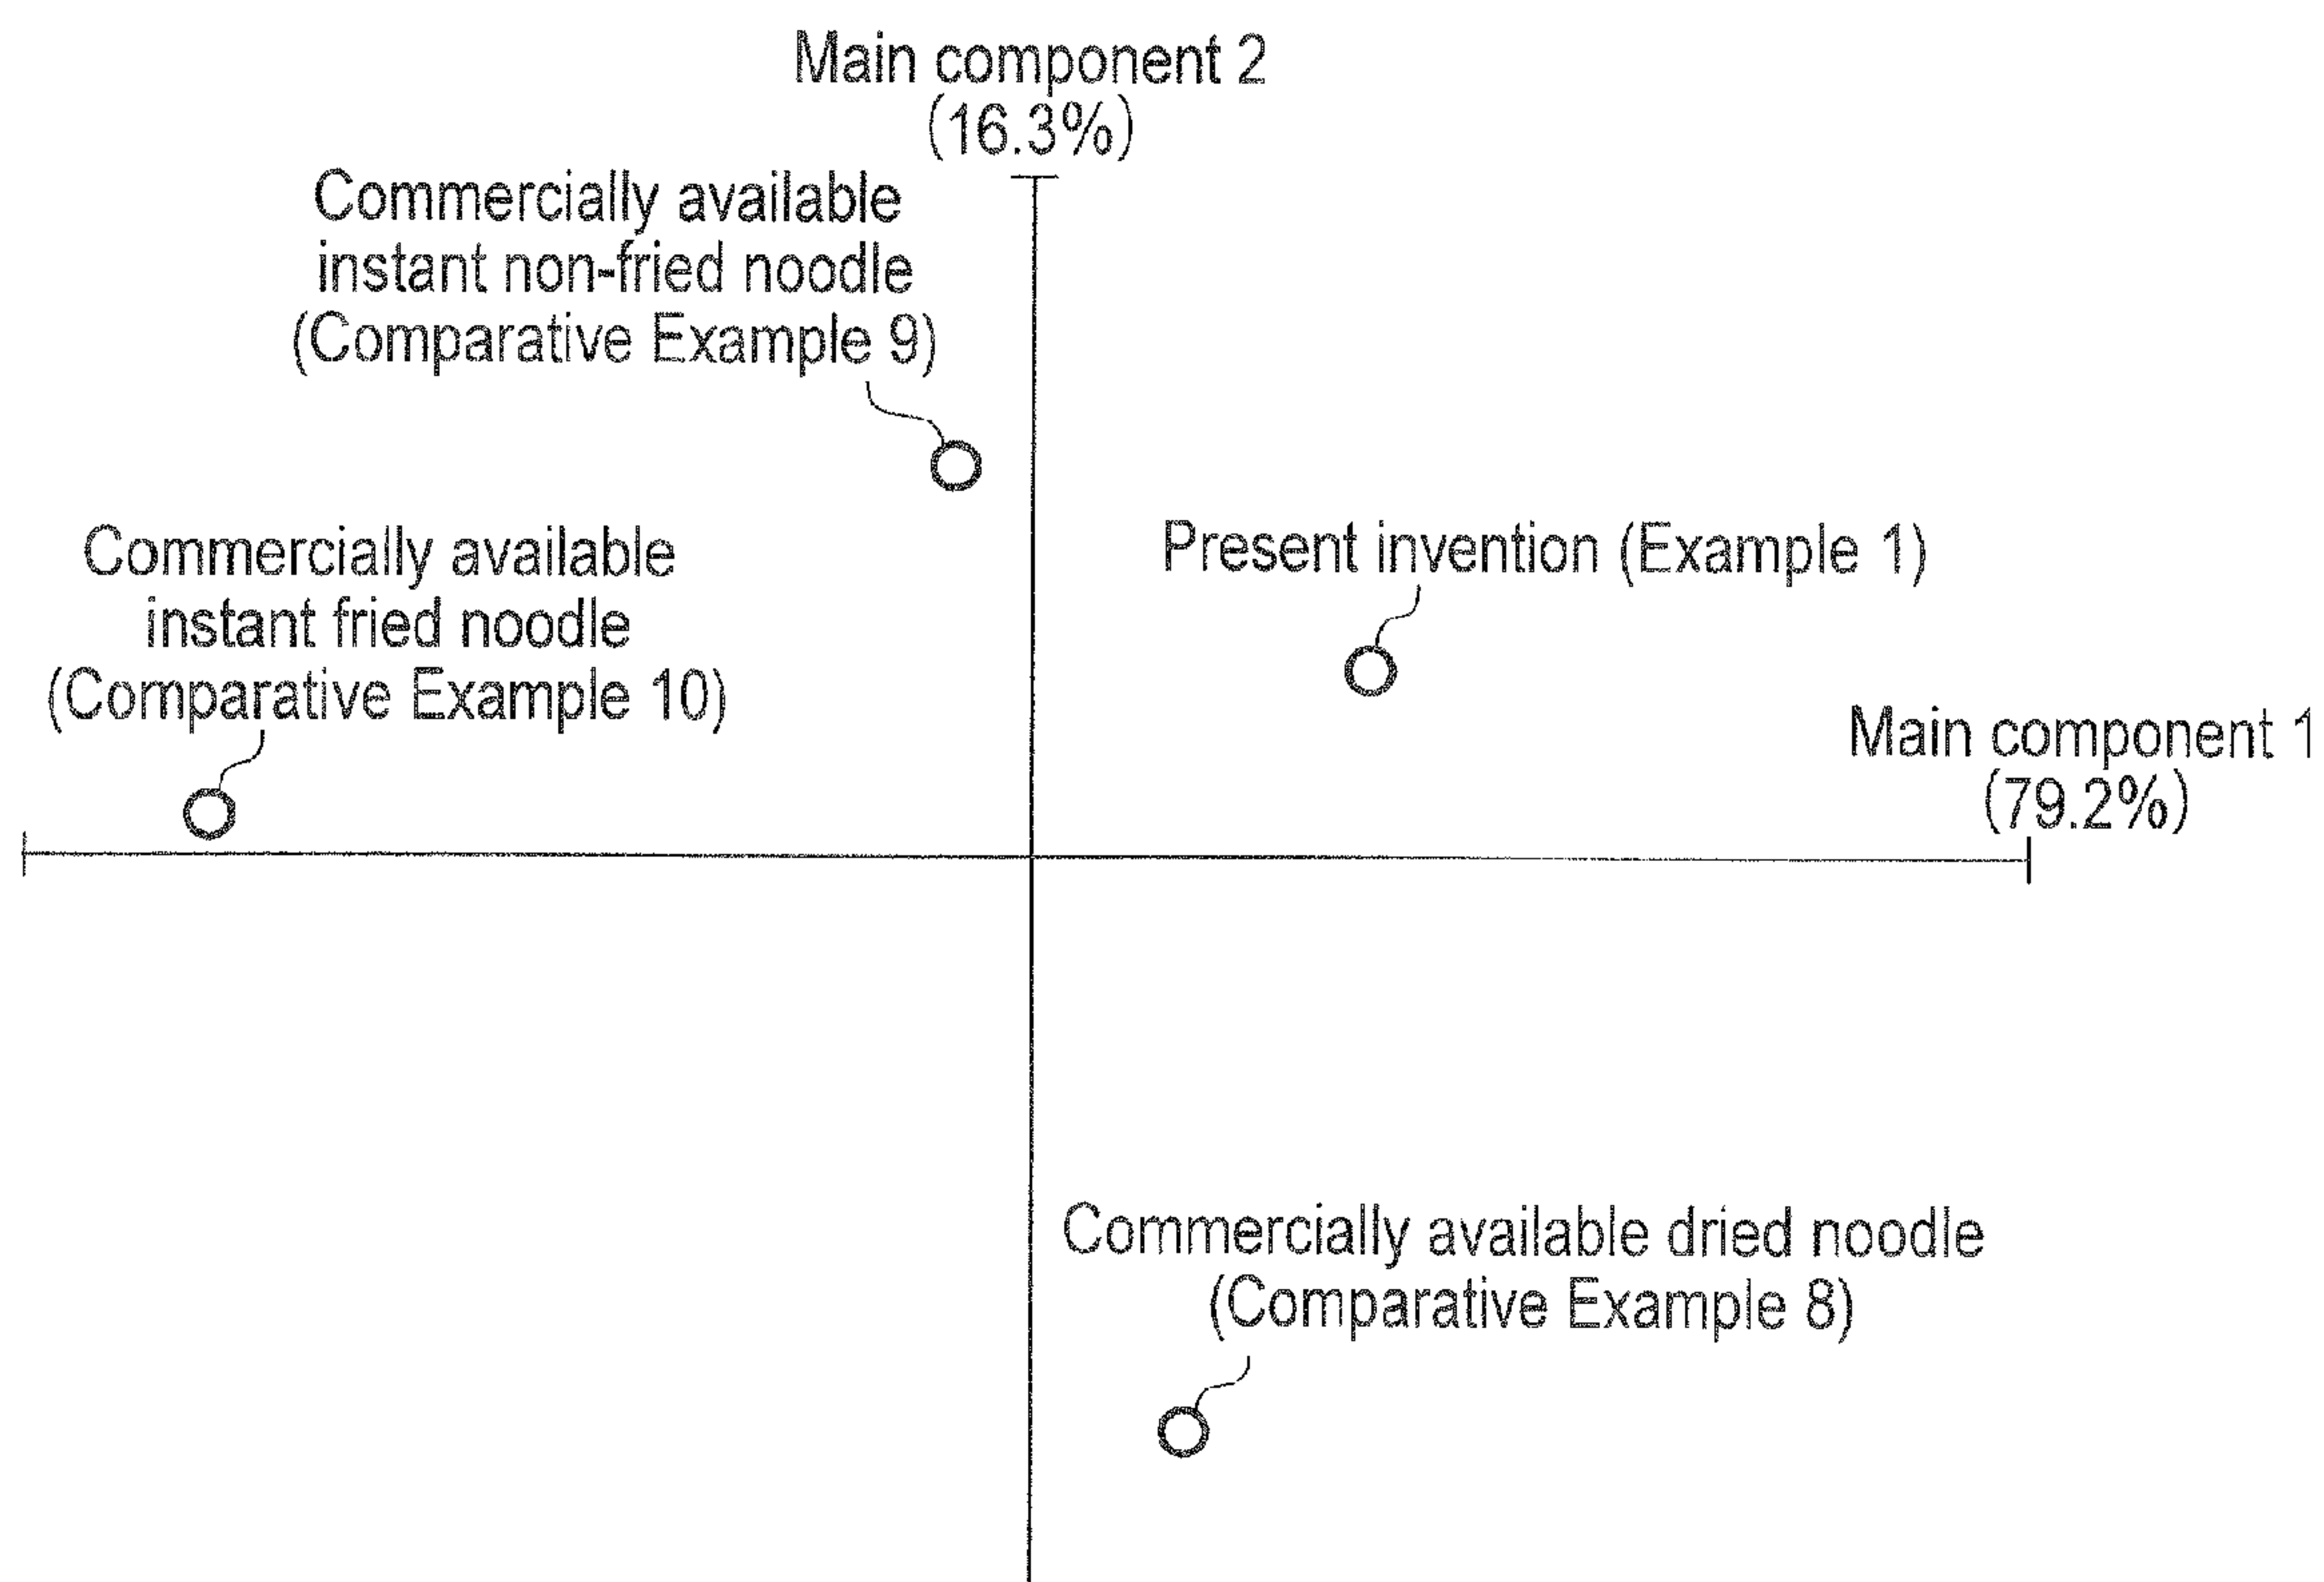 Main component 2
(16.3%)
Commercially available
instant non-fried noodle
(Comparative Example 9)
Commercially available
instant fried noodle
(Comparative Example 10)
Present invention (Example 1)
Main component 1
(79.2%)
Commercially available dried noodle
(Comparative Example 8)